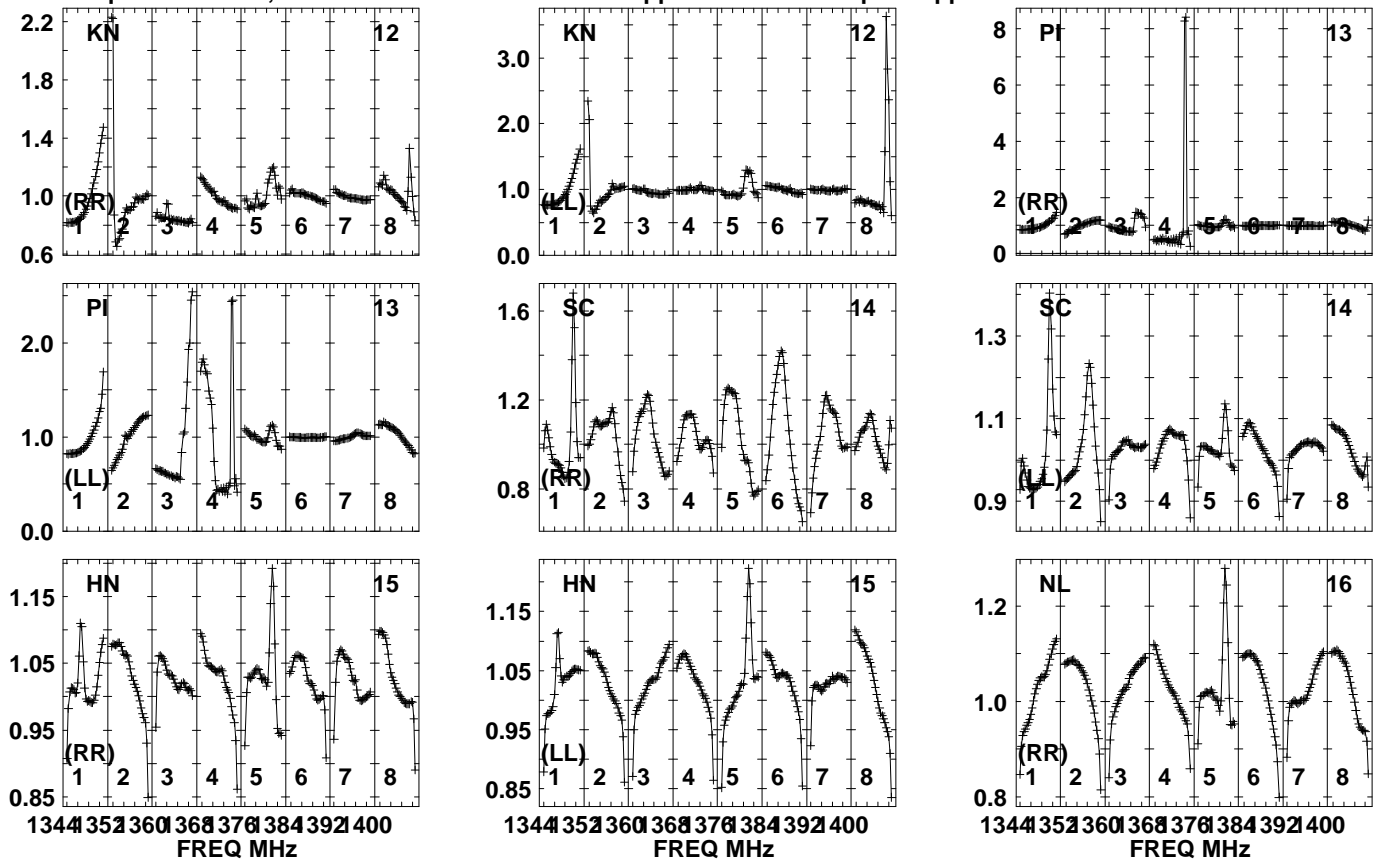 KN 12
2.2
1.8
1.4
1.0
0.6
(RR)
1 2 3 4 5 6 7 8
KN 12
3.0
2.0
1.0
0.0
(LL)
1 2 3 4 5 6 7 8
PI 13
8
6
4
2
0
(RR)
1 2 3 4 5 6 7 8
PI 13
2.0
1.0
0.0
(LL)
1 2 3 4 5 6 7 8
SC 14
1.6
1.2
0.8
(RR)
1 2 3 4 5 6 7 8
SC 14
1.3
1.1
0.9
(LL)
1 2 3 4 5 6 7 8
HN 15
1.15
1.05
0.95
0.85
(RR)
1 2 3 4 5 6 7 8
1344 1352 1360 1368 1376 1384 1392 1400
FREQ MHz
HN 15
1.15
1.05
0.95
0.85
(LL)
1 2 3 4 5 6 7 8
1344 1352 1360 1368 1376 1384 1392 1400
FREQ MHz
NL 16
1.2
1.0
0.8
(RR)
1 2 3 4 5 6 7 8
1344 1352 1360 1368 1376 1384 1392 1400
FREQ MHz